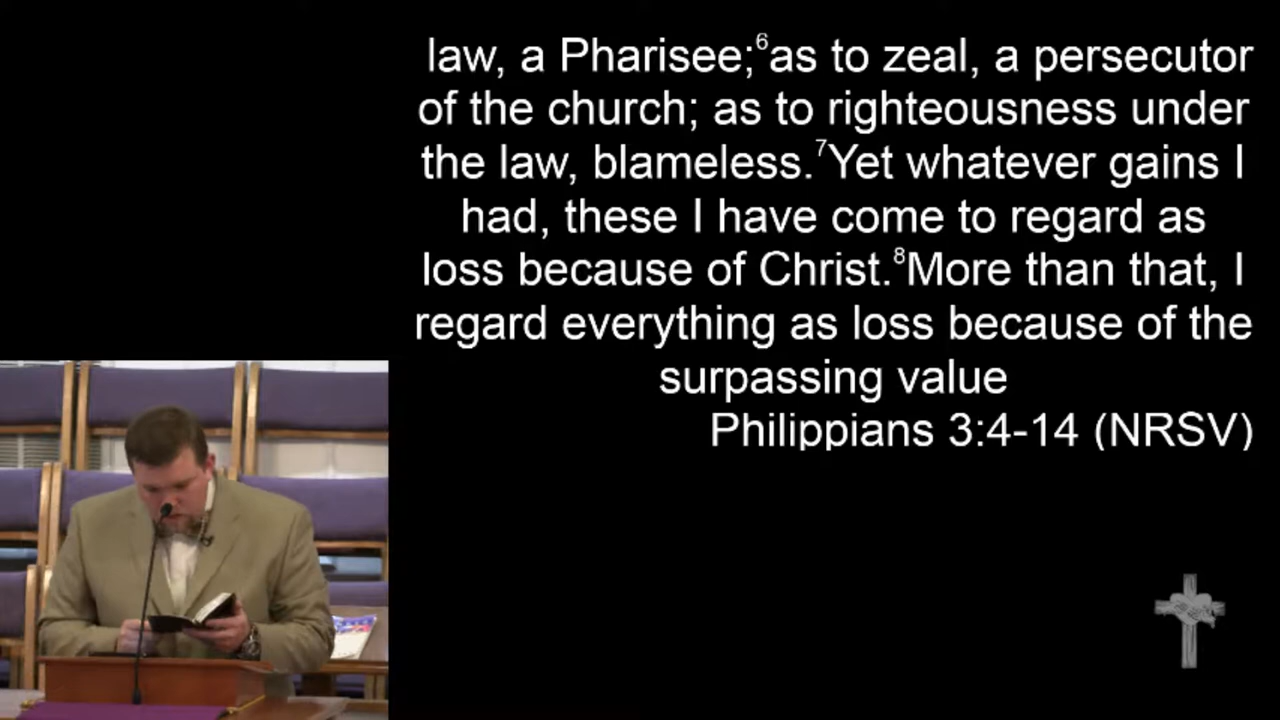 law, a Pharisee;⁶as to zeal, a persecutor
of the church; as to righteousness under
the law, blameless.⁷Yet whatever gains I
had, these I have come to regard as
loss because of Christ.⁸More than that, I
regard everything as loss because of the
surpassing value
Philippians 3:4-14 (NRSV)